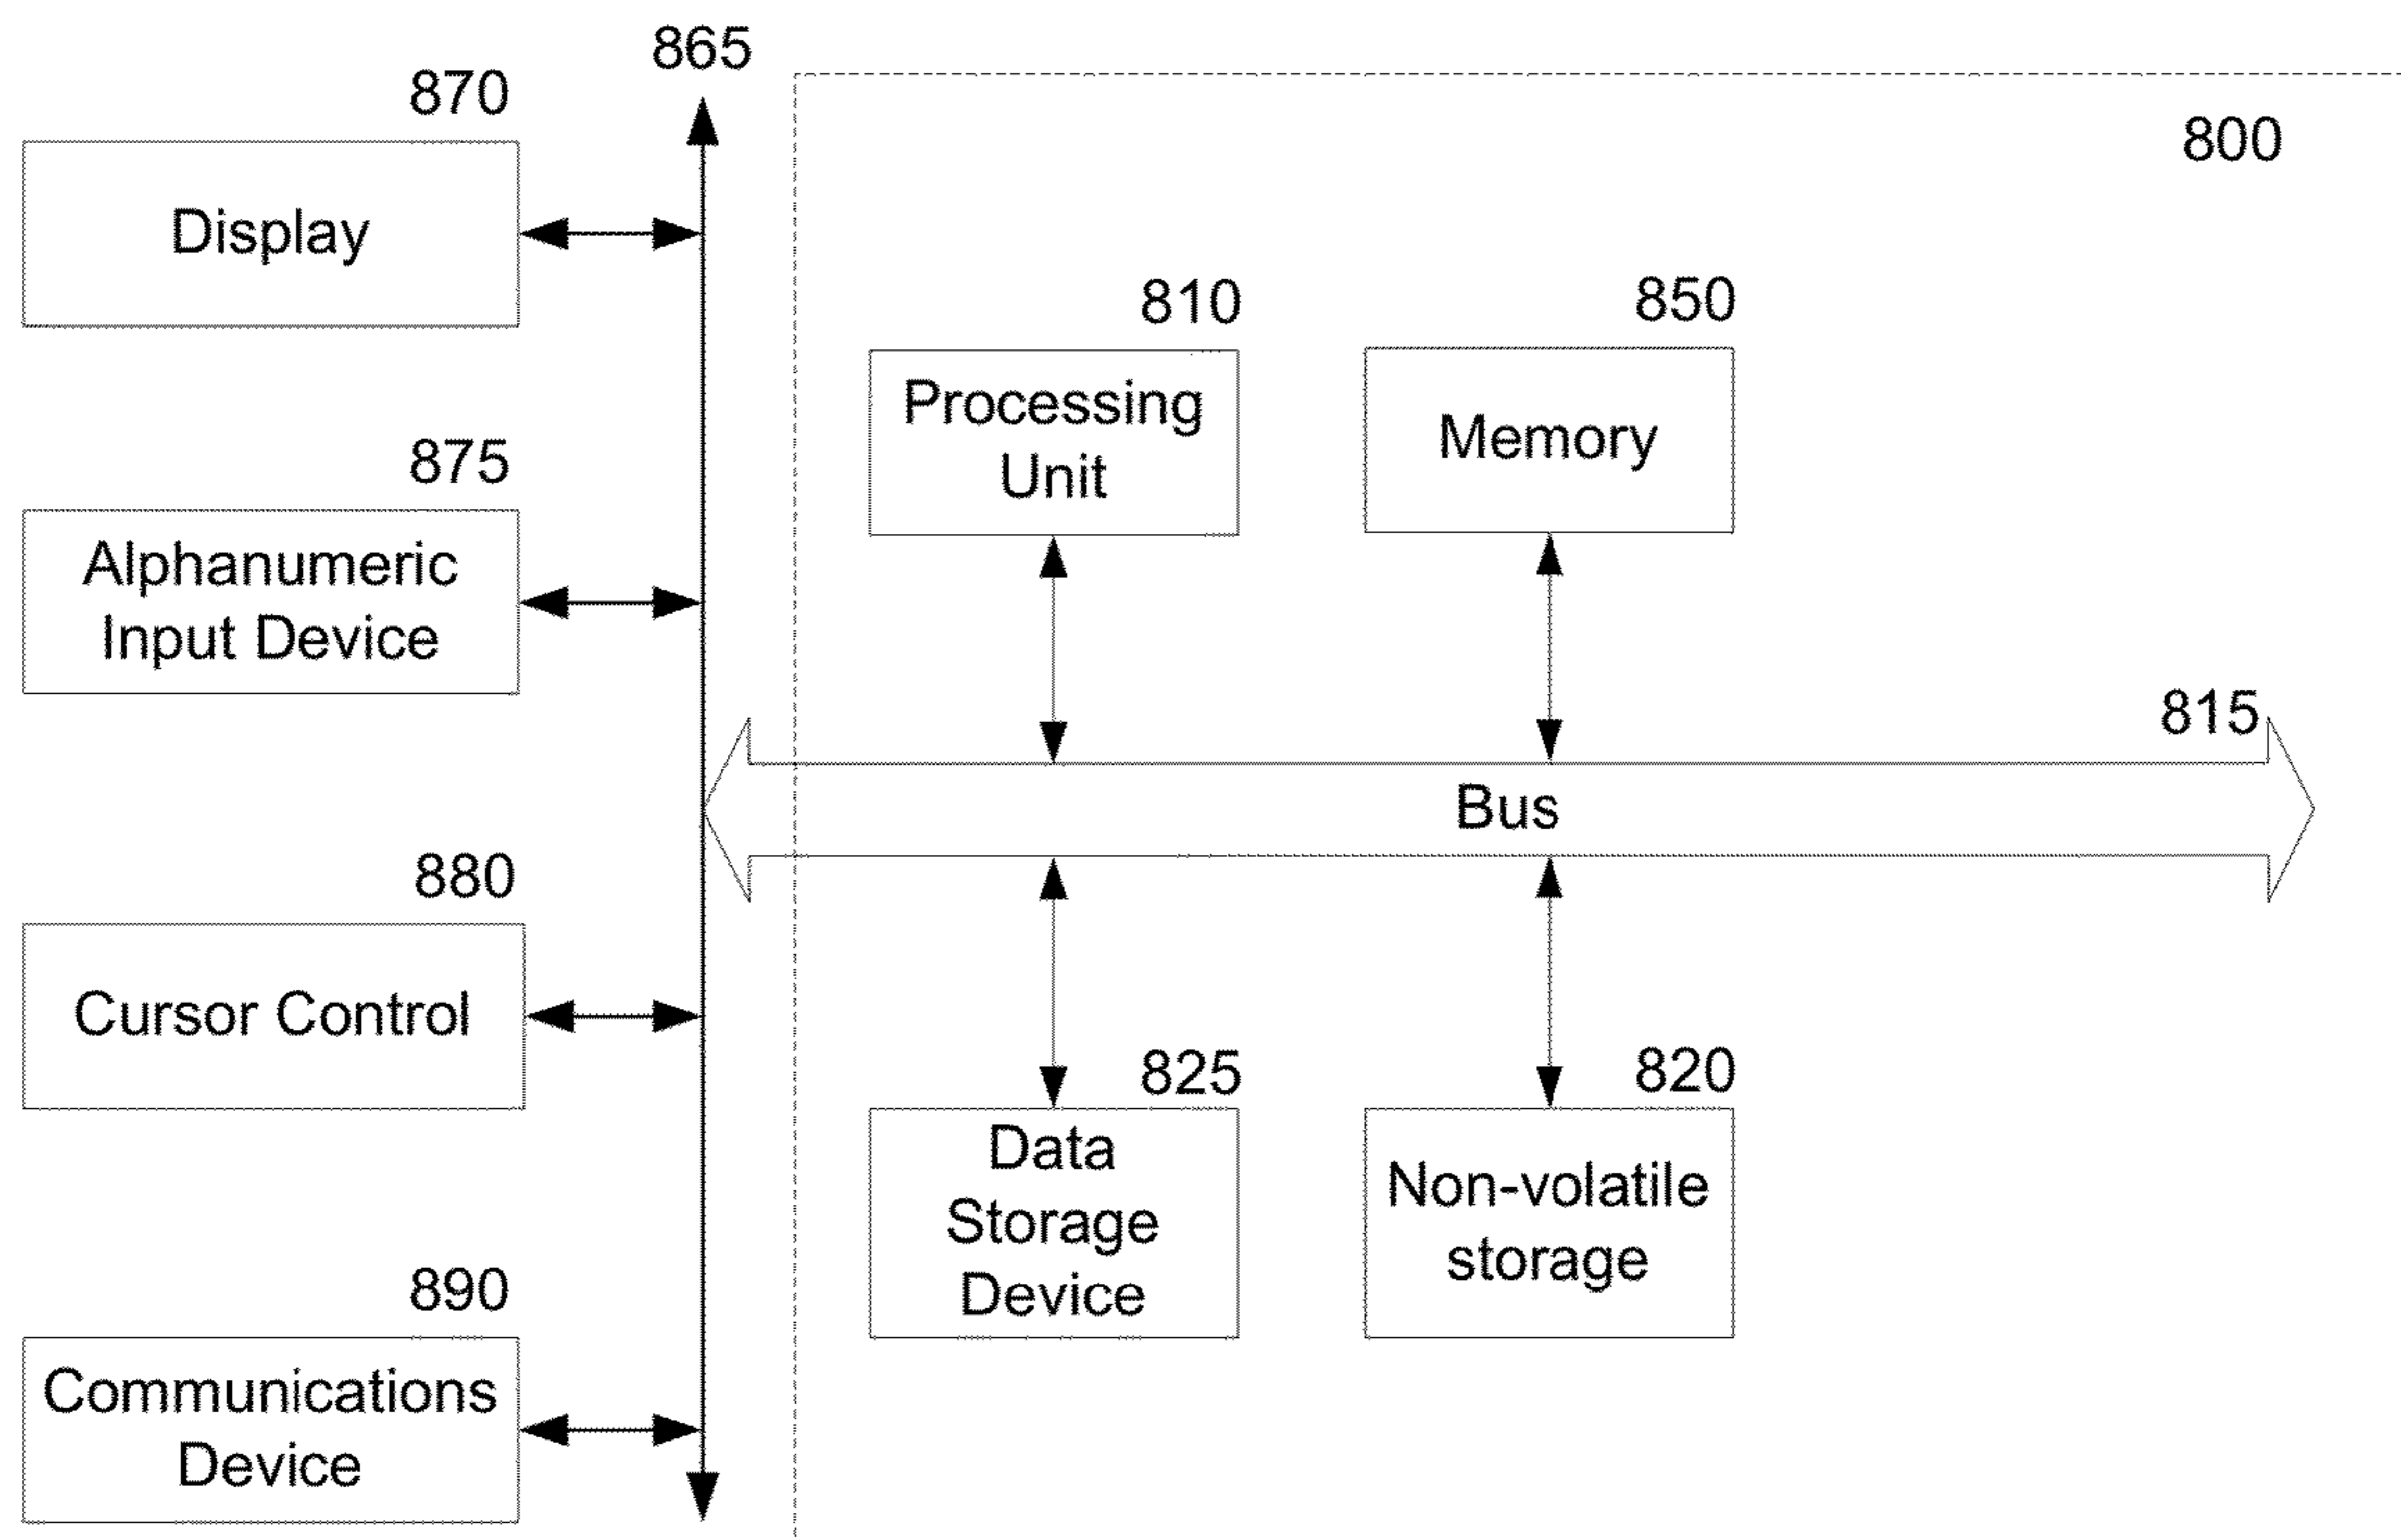 865
870
800
Display
810
850
Processing
Unit
Memory
875
Alphanumeric
Input Device
815
Bus
880
Cursor Control
825
820
Data
Storage
Device
Non-volatile
storage
890
Communications
Device